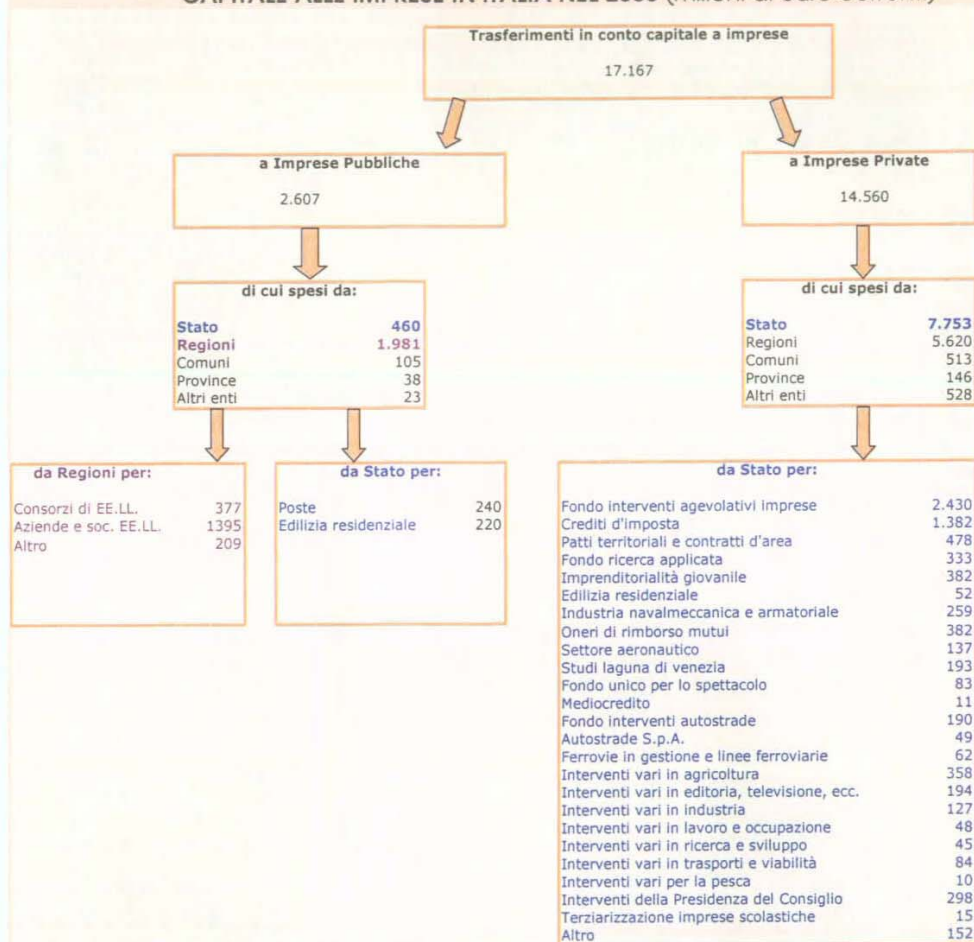 Trasferimenti in conto capitale a imprese
17.167
a Imprese Pubbliche
2.607
a Imprese Private
14.560
di cui spesi da:
Stato 460
Regioni 1.981
Comuni 105
Province 38
Altri enti 23
di cui spesi da:
Stato 7.753
Regioni 5.620
Comuni 513
Province 146
Altri enti 528
da Regioni per:
Consorzi di EE.LL. 377
Aziende e soc. EE.LL. 1395
Altro 209
da Stato per:
Poste 240
Edilizia residenziale 220
da Stato per:
Fondo interventi agevolativi imprese 2.430
Crediti d'imposta 1.382
Patti territoriali e contratti d'area 478
Fondo ricerca applicata 333
Imprenditorialità giovanile 382
Edilizia residenziale 52
Industria navalmeccanica e armatoriale 259
Oneri di rimborso mutui 382
Settore aeronautico 137
Studi laguna di venezia 193
Fondo unico per lo spettacolo 83
Mediocredito 11
Fondo interventi autostrade 190
Autostrade S.p.A. 49
Ferrovie in gestione e linee ferroviarie 62
Interventi vari in agricoltura 358
Interventi vari in editoria, televisione, ecc. 194
Interventi vari in industria 127
Interventi vari in lavoro e occupazione 48
Interventi vari in ricerca e sviluppo 45
Interventi vari in trasporti e viabilità 84
Interventi vari per la pesca 10
Interventi della Presidenza del Consiglio 298
Terziarizzazione imprese scolastiche 15
Altro 152